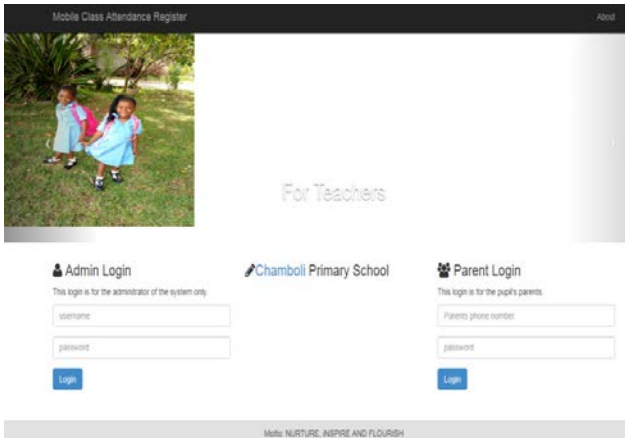 Mobile Class Attendance Register
About
For Teachers
Admin Login
This login is for the adminitrator of the system only.
username
password
Login
Chamboli Primary School
Parent Login
This login is for the pupil's parents.
Parents phone number
password
Login
Motto: NURTURE, INSPIRE AND FLOURISH